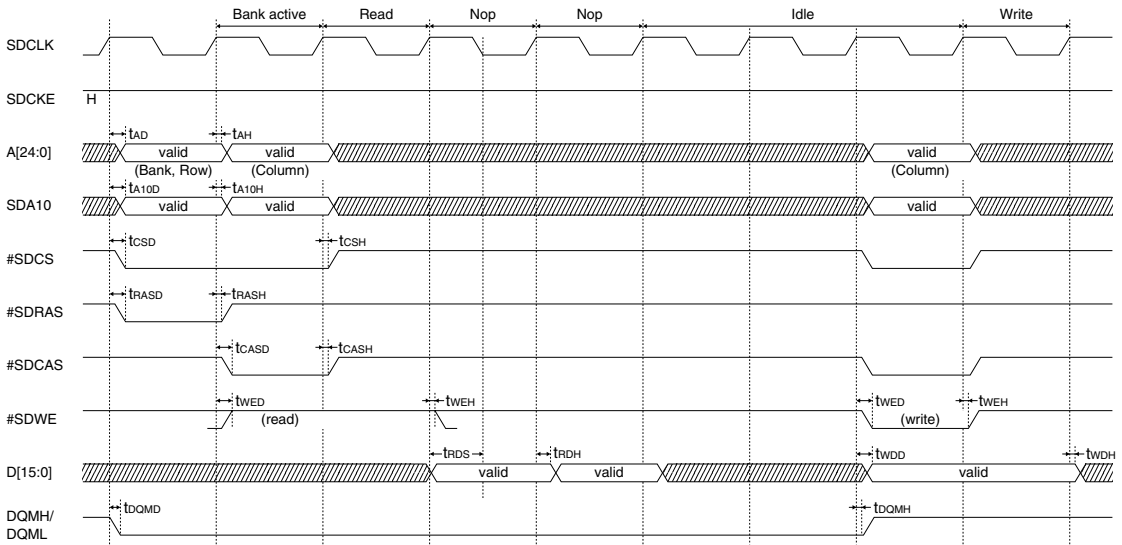 Bank active Read Nop Nop Idle Write
SDCLK
SDCKE H
tAD tAH
A[24:0] valid valid valid
(Bank, Row) (Column) (Column)
tA10D tA10H
SDA10 valid valid valid
tCSD tCSH
#SDCS
tRASD tRASH
#SDRAS
tCASD tCASH
#SDCAS
tWED tWEH tWED tWEH
#SDWE (read) (write)
tRDS tRDH tWDD tWDH
D[15:0] valid valid valid
tDQMD tDQMH
DQMH/
DQML